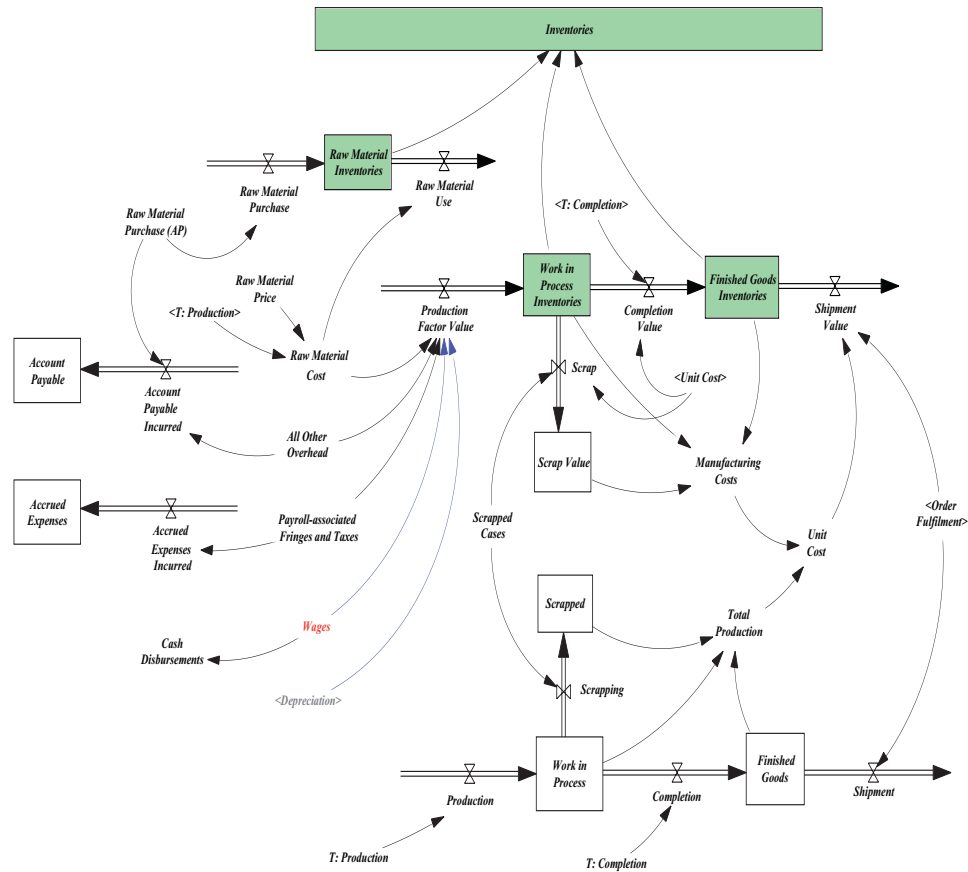 Inventories
Raw Material
Inventories
Raw Material
Purchase
Raw Material
Use
Raw Material
Purchase (AP)
<T: Completion>
Work in
Process
Inventories
Finished Goods
Inventories
Raw Material
Price
<T: Production>
Production
Factor Value
Completion
Value
Shipment
Value
Account
Payable
Raw Material
Cost
Scrap
<Unit Cost>
Account
Payable
Incurred
All Other
Overhead
Scrap Value
Manufacturing
Costs
Accrued
Expenses
Accrued
Expenses
Incurred
Payroll-associated
Fringes and Taxes
Scrapped
Cases
Unit
Cost
<Order
Fulfilment>
Scrapped
Total
Production
Wages
Cash
Disbursements
<Depreciation>
Scrapping
Work in
Process
Finished
Goods
Production
Completion
Shipment
T: Production
T: Completion